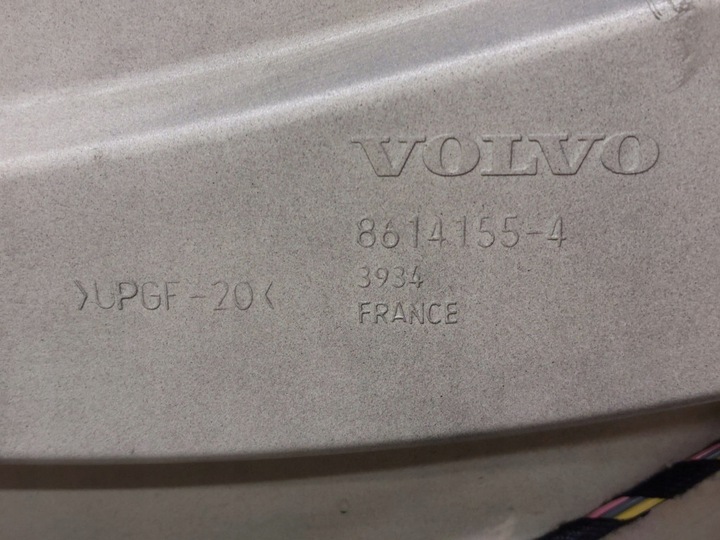 VOLVO
8614155-4
3934
>UPGF-20<
FRANCE